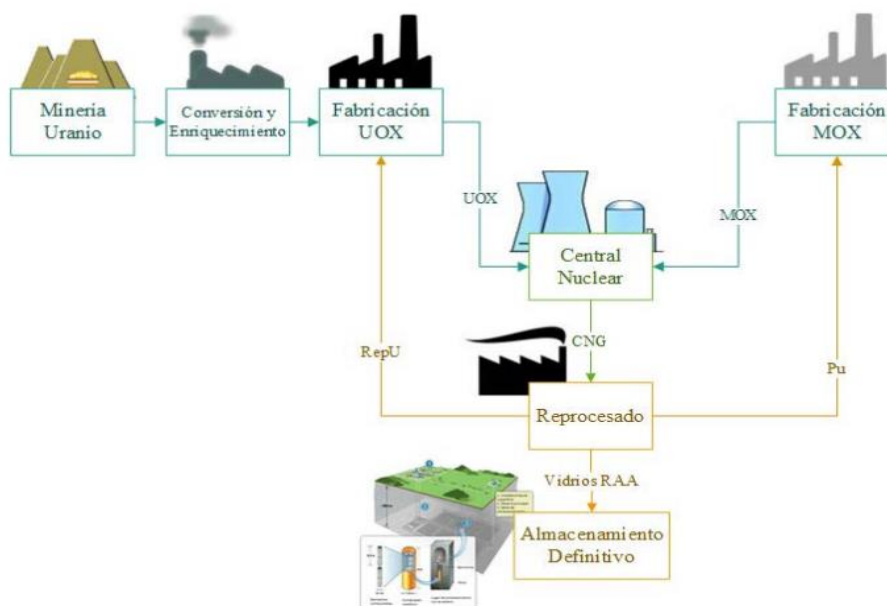 Minería
Uranio
Conversión y
Enriquecimiento
Fabricación
UOX
Fabricación
MOX
UOX
MOX
Central
Nuclear
CNG
RepU
Pu
Reprocesado
Vidrios RAA
Almacenamiento
Definitivo